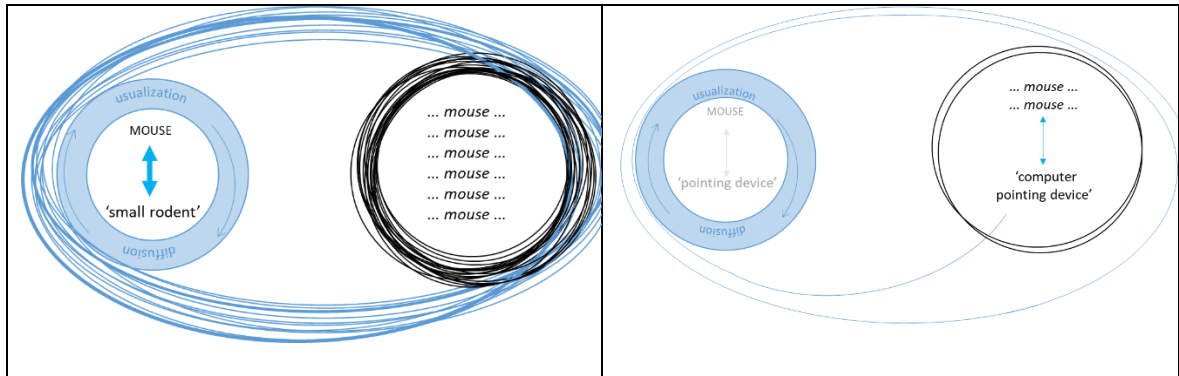 usualization
MOUSE
‘small rodent’
diffusion
... mouse ...
... mouse ...
... mouse ...
... mouse ...
... mouse ...
... mouse ...
usualization
MOUSE
‘pointing device’
diffusion
... mouse ...
... mouse ...
‘computer
pointing device’